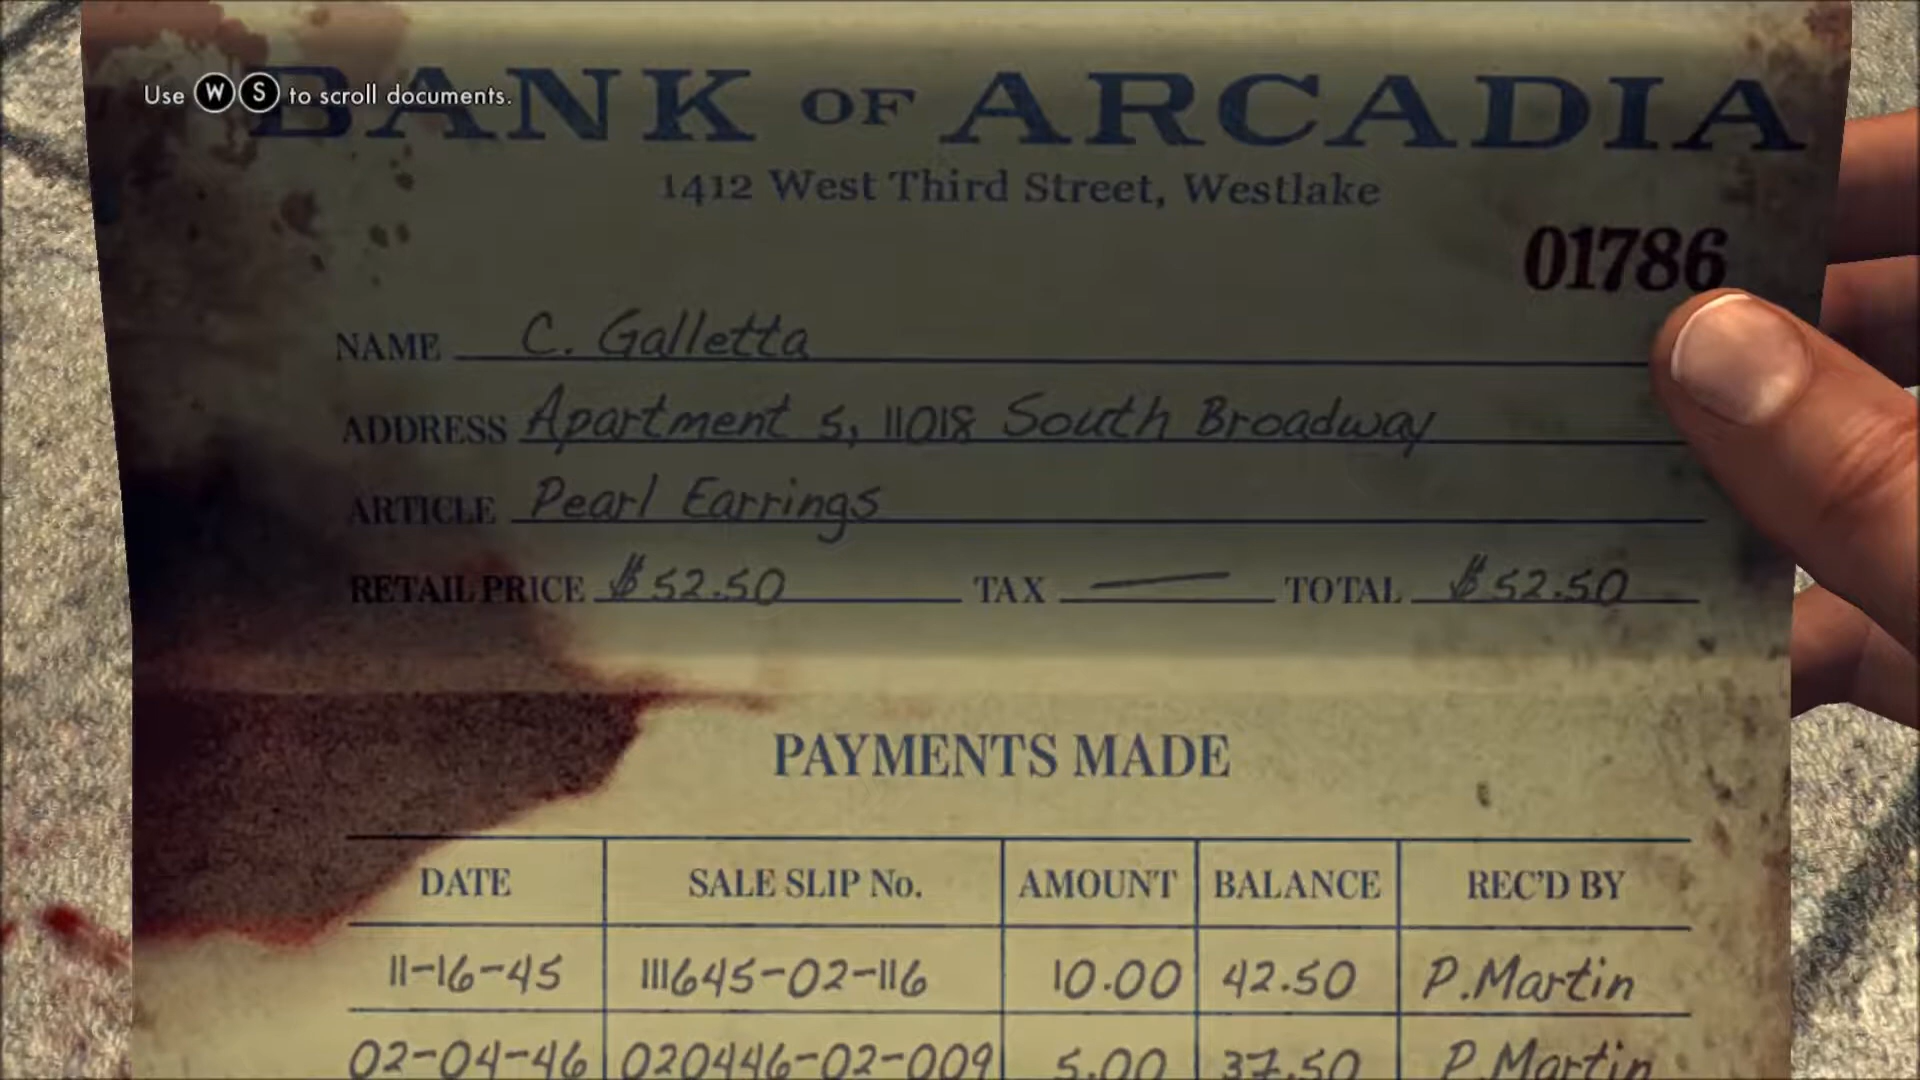 Use W S to scroll documents.
BANK OF ARCADIA
1412 West Third Street, Westlake
01786
NAME C. Galletta
ADDRESS Apartment 5, 11018 South Broadway
ARTICLE Pearl Earrings
RETAIL PRICE $52.50 TAX — TOTAL $52.50
PAYMENTS MADE
DATE SALE SLIP No. AMOUNT BALANCE REC'D BY
11-16-45 111645-02-116 10.00 42.50 P.Martin
02-04-46 020446-02-009 5.00 37.50 P.Martin